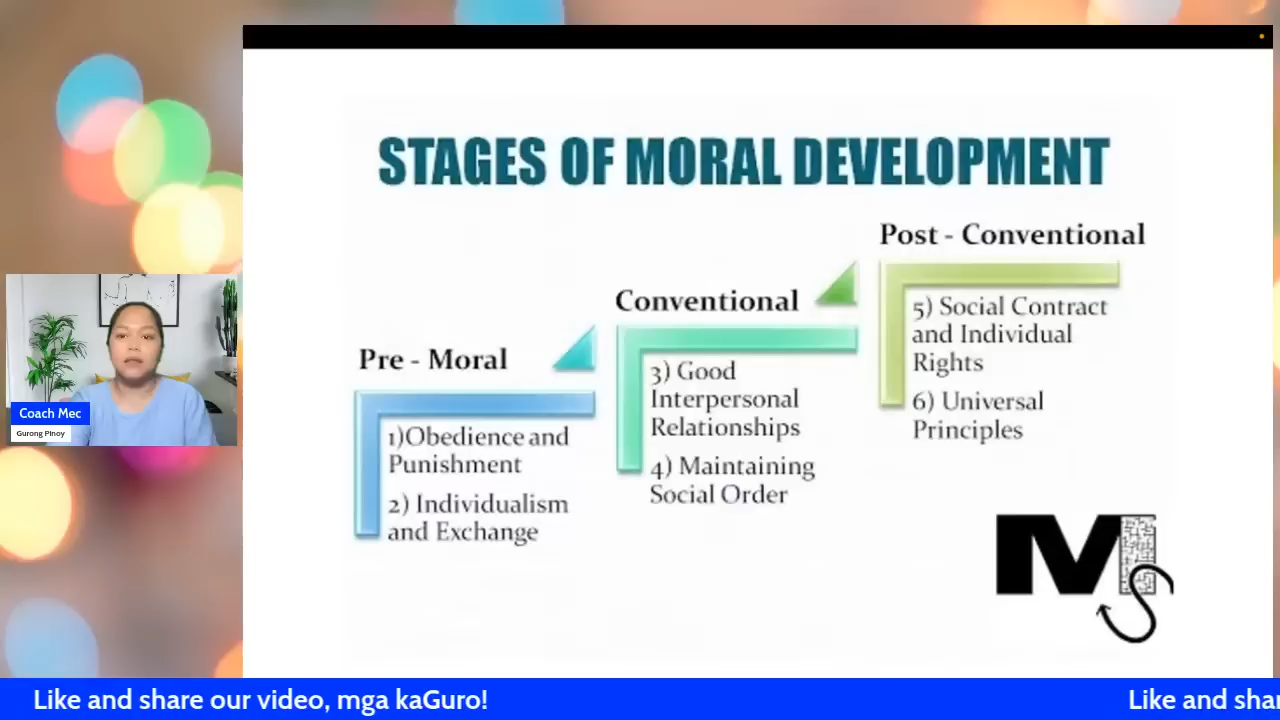 STAGES OF MORAL DEVELOPMENT
Pre - Moral
1)Obedience and
Punishment
2) Individualism
and Exchange
Conventional
3) Good
Interpersonal
Relationships
4) Maintaining
Social Order
Post - Conventional
5) Social Contract
and Individual
Rights
6) Universal
Principles
MS
Coach Mec
Gurong Pinoy
Like and share our video, mga kaGuro!
Like and shar